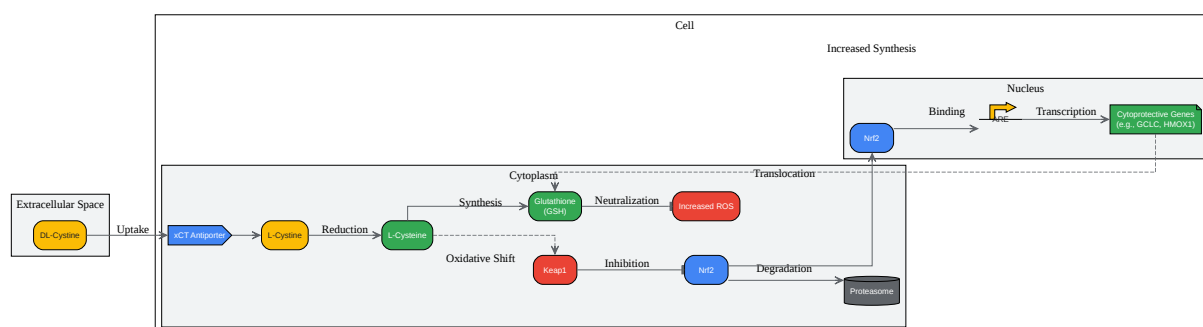 Cell
Increased Synthesis
Nucleus
Binding
ARE
Transcription
Cytoprotective Genes
(e.g., GCLC, HMOX1)
Nrf2
Cytoplasm
Translocation
Extracellular Space
DL-Cystine
Uptake
xCT Antiporter
L-Cystine
Reduction
L-Cysteine
Synthesis
Glutathione
(GSH)
Neutralization
Increased ROS
Oxidative Shift
Keap1
Inhibition
Nrf2
Degradation
Proteasome